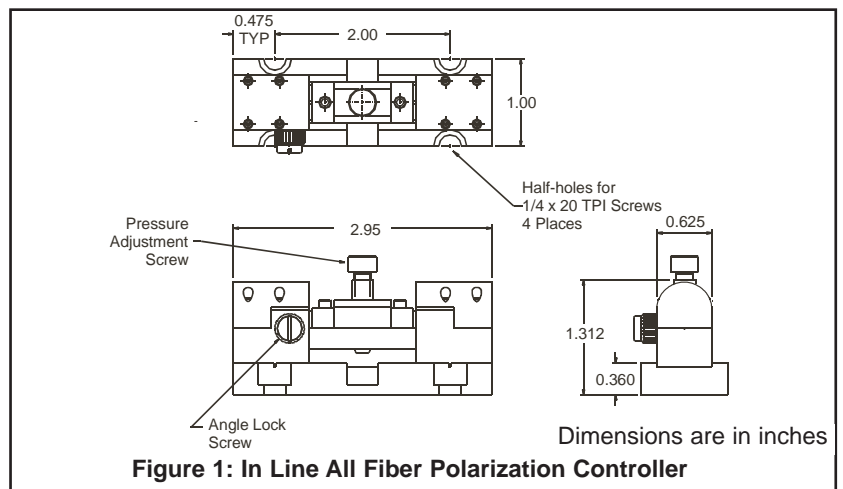 0.475
TYP
2.00
1.00
Half-holes for
1/4 x 20 TPI Screws
4 Places
Pressure
Adjustment
Screw
2.95
0.625
1.312
0.360
Angle Lock
Screw
Dimensions are in inches
Figure 1: In Line All Fiber Polarization Controller